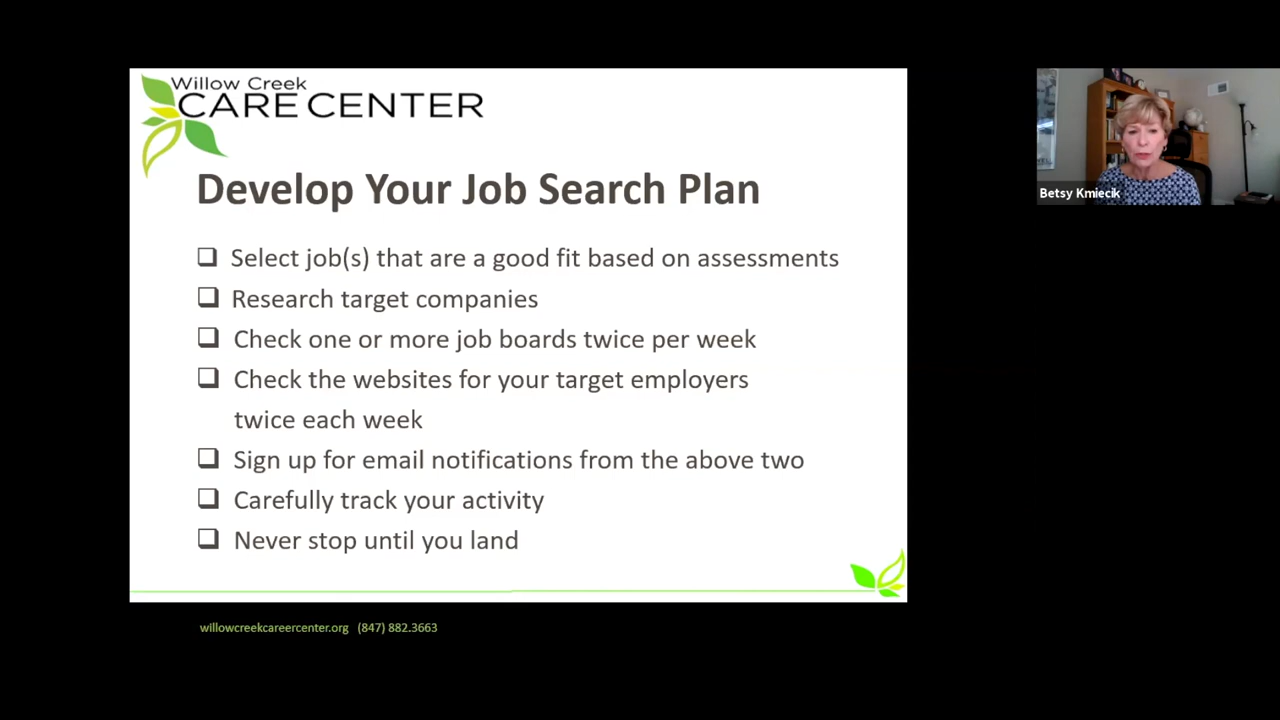 Willow Creek
CARE CENTER
Develop Your Job Search Plan
Select job(s) that are a good fit based on assessments
Research target companies
Check one or more job boards twice per week
Check the websites for your target employers
twice each week
Sign up for email notifications from the above two
Carefully track your activity
Never stop until you land
willowcreekcareercenter.org (847) 882.3663
Betsy Kmiecik